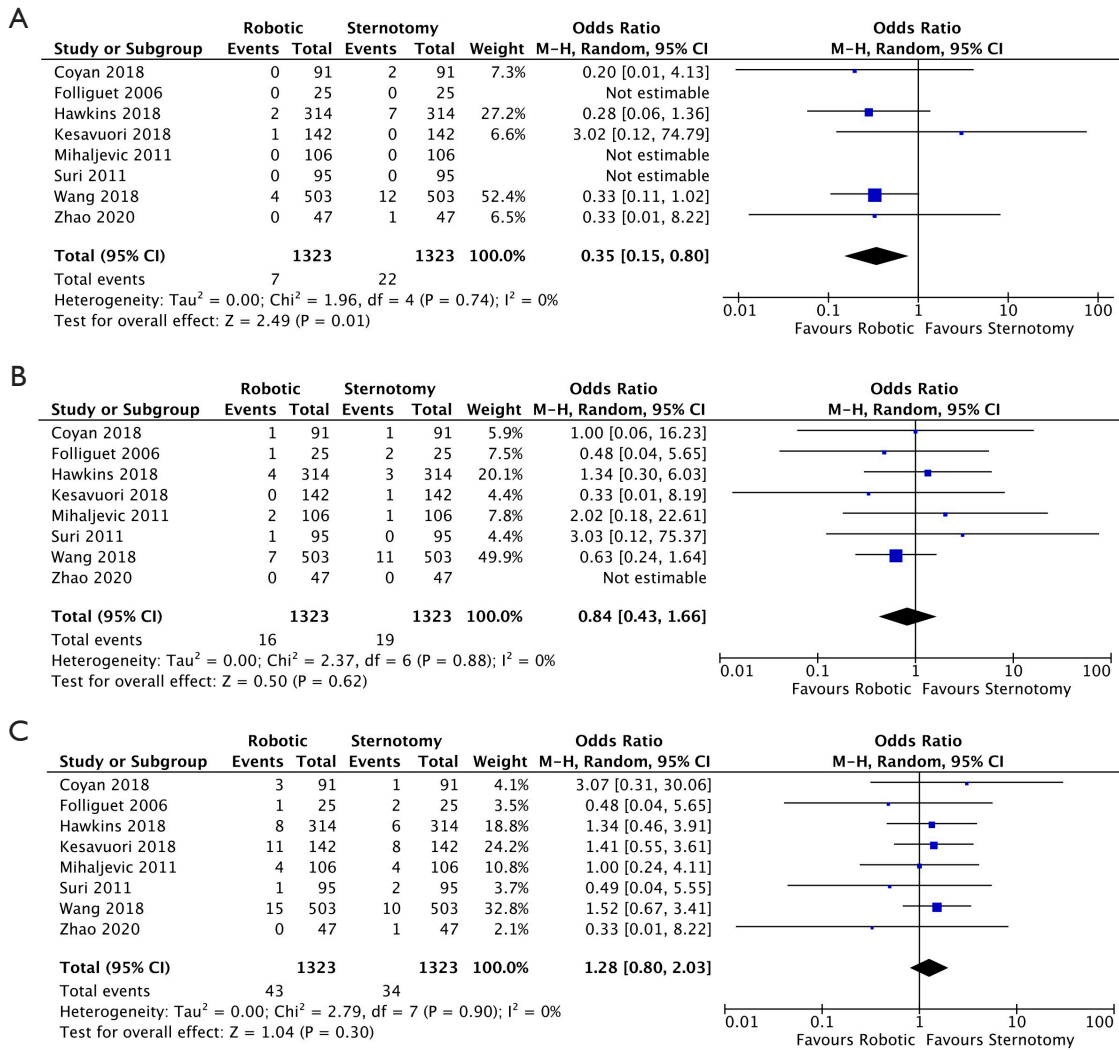 A
Robotic Sternotomy Odds Ratio Odds Ratio
Study or Subgroup Events Total Events Total Weight M-H, Random, 95% CI M-H, Random, 95% CI
Coyan 2018 0 91 2 91 7.3% 0.20 [0.01, 4.13]
Folliguet 2006 0 25 0 25 Not estimable
Hawkins 2018 2 314 7 314 27.2% 0.28 [0.06, 1.36]
Kesavuori 2018 1 142 0 142 6.6% 3.02 [0.12, 74.79]
Mihaljevic 2011 0 106 0 106 Not estimable
Suri 2011 0 95 0 95 Not estimable
Wang 2018 4 503 12 503 52.4% 0.33 [0.11, 1.02]
Zhao 2020 0 47 1 47 6.5% 0.33 [0.01, 8.22]
Total (95% CI) 1323 1323 100.0% 0.35 [0.15, 0.80]
Total events 7 22
Heterogeneity: Tau² = 0.00; Chi² = 1.96, df = 4 (P = 0.74); I² = 0%
Test for overall effect: Z = 2.49 (P = 0.01)
0.01 0.1 1 10 100
Favours Robotic Favours Sternotomy
B
Robotic Sternotomy Odds Ratio Odds Ratio
Study or Subgroup Events Total Events Total Weight M-H, Random, 95% CI M-H, Random, 95% CI
Coyan 2018 1 91 1 91 5.9% 1.00 [0.06, 16.23]
Folliguet 2006 1 25 2 25 7.5% 0.48 [0.04, 5.65]
Hawkins 2018 4 314 3 314 20.1% 1.34 [0.30, 6.03]
Kesavuori 2018 0 142 1 142 4.4% 0.33 [0.01, 8.19]
Mihaljevic 2011 2 106 1 106 7.8% 2.02 [0.18, 22.61]
Suri 2011 1 95 0 95 4.4% 3.03 [0.12, 75.37]
Wang 2018 7 503 11 503 49.9% 0.63 [0.24, 1.64]
Zhao 2020 0 47 0 47 Not estimable
Total (95% CI) 1323 1323 100.0% 0.84 [0.43, 1.66]
Total events 16 19
Heterogeneity: Tau² = 0.00; Chi² = 2.37, df = 6 (P = 0.88); I² = 0%
Test for overall effect: Z = 0.50 (P = 0.62)
0.01 0.1 1 10 100
Favours Robotic Favours Sternotomy
C
Robotic Sternotomy Odds Ratio Odds Ratio
Study or Subgroup Events Total Events Total Weight M-H, Random, 95% CI M-H, Random, 95% CI
Coyan 2018 3 91 1 91 4.1% 3.07 [0.31, 30.06]
Folliguet 2006 1 25 2 25 3.5% 0.48 [0.04, 5.65]
Hawkins 2018 8 314 6 314 18.8% 1.34 [0.46, 3.91]
Kesavuori 2018 11 142 8 142 24.2% 1.41 [0.55, 3.61]
Mihaljevic 2011 4 106 4 106 10.8% 1.00 [0.24, 4.11]
Suri 2011 1 95 2 95 3.7% 0.49 [0.04, 5.55]
Wang 2018 15 503 10 503 32.8% 1.52 [0.67, 3.41]
Zhao 2020 0 47 1 47 2.1% 0.33 [0.01, 8.22]
Total (95% CI) 1323 1323 100.0% 1.28 [0.80, 2.03]
Total events 43 34
Heterogeneity: Tau² = 0.00; Chi² = 2.79, df = 7 (P = 0.90); I² = 0%
Test for overall effect: Z = 1.04 (P = 0.30)
0.01 0.1 1 10 100
Favours Robotic Favours Sternotomy